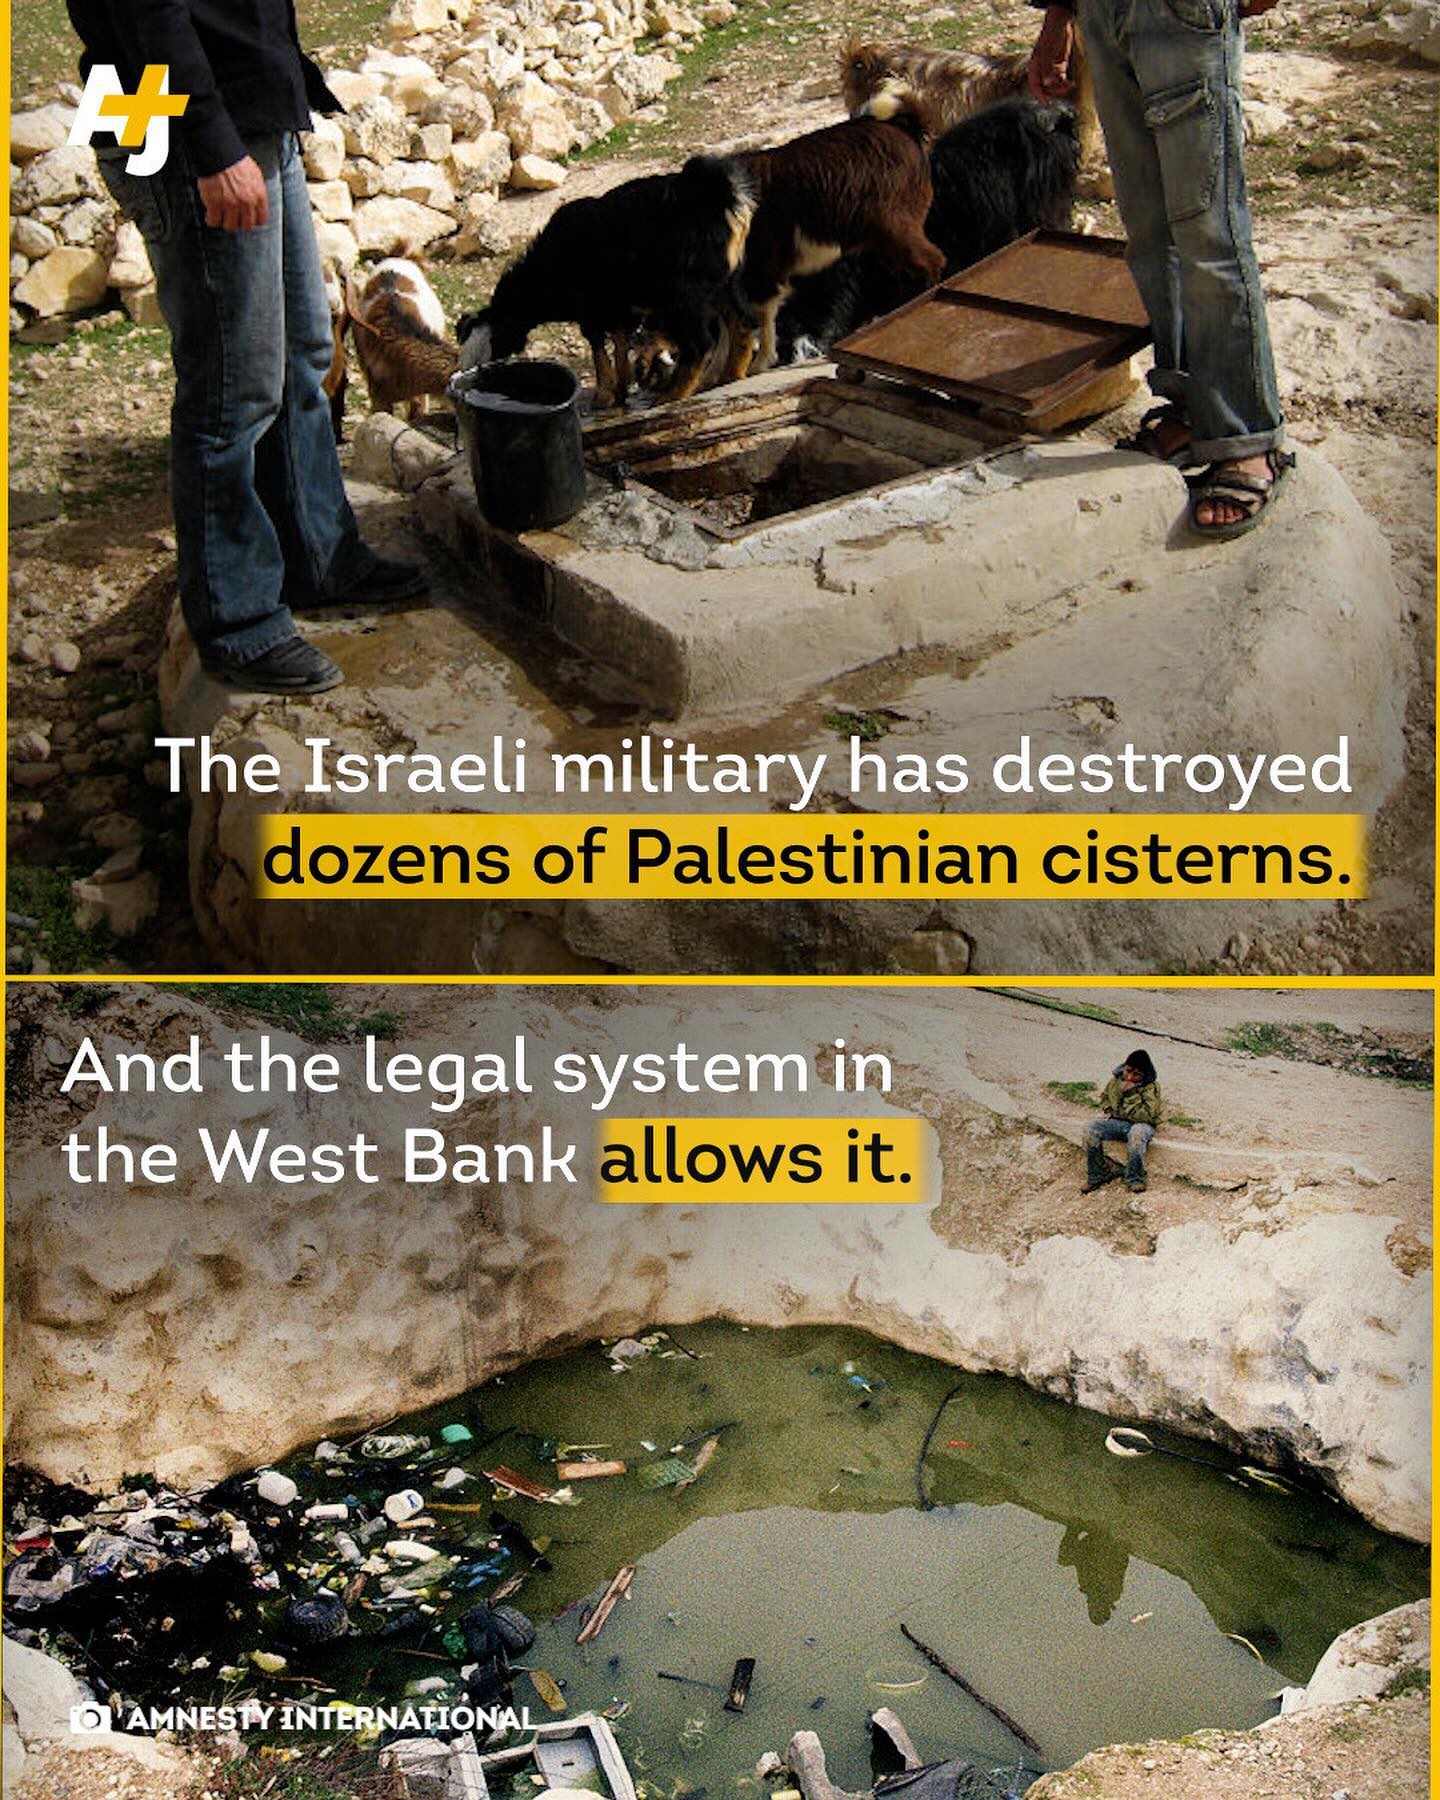 AJ+
The Israeli military has destroyed
dozens of Palestinian cisterns.
And the legal system in
the West Bank allows it.
AMNESTY INTERNATIONAL